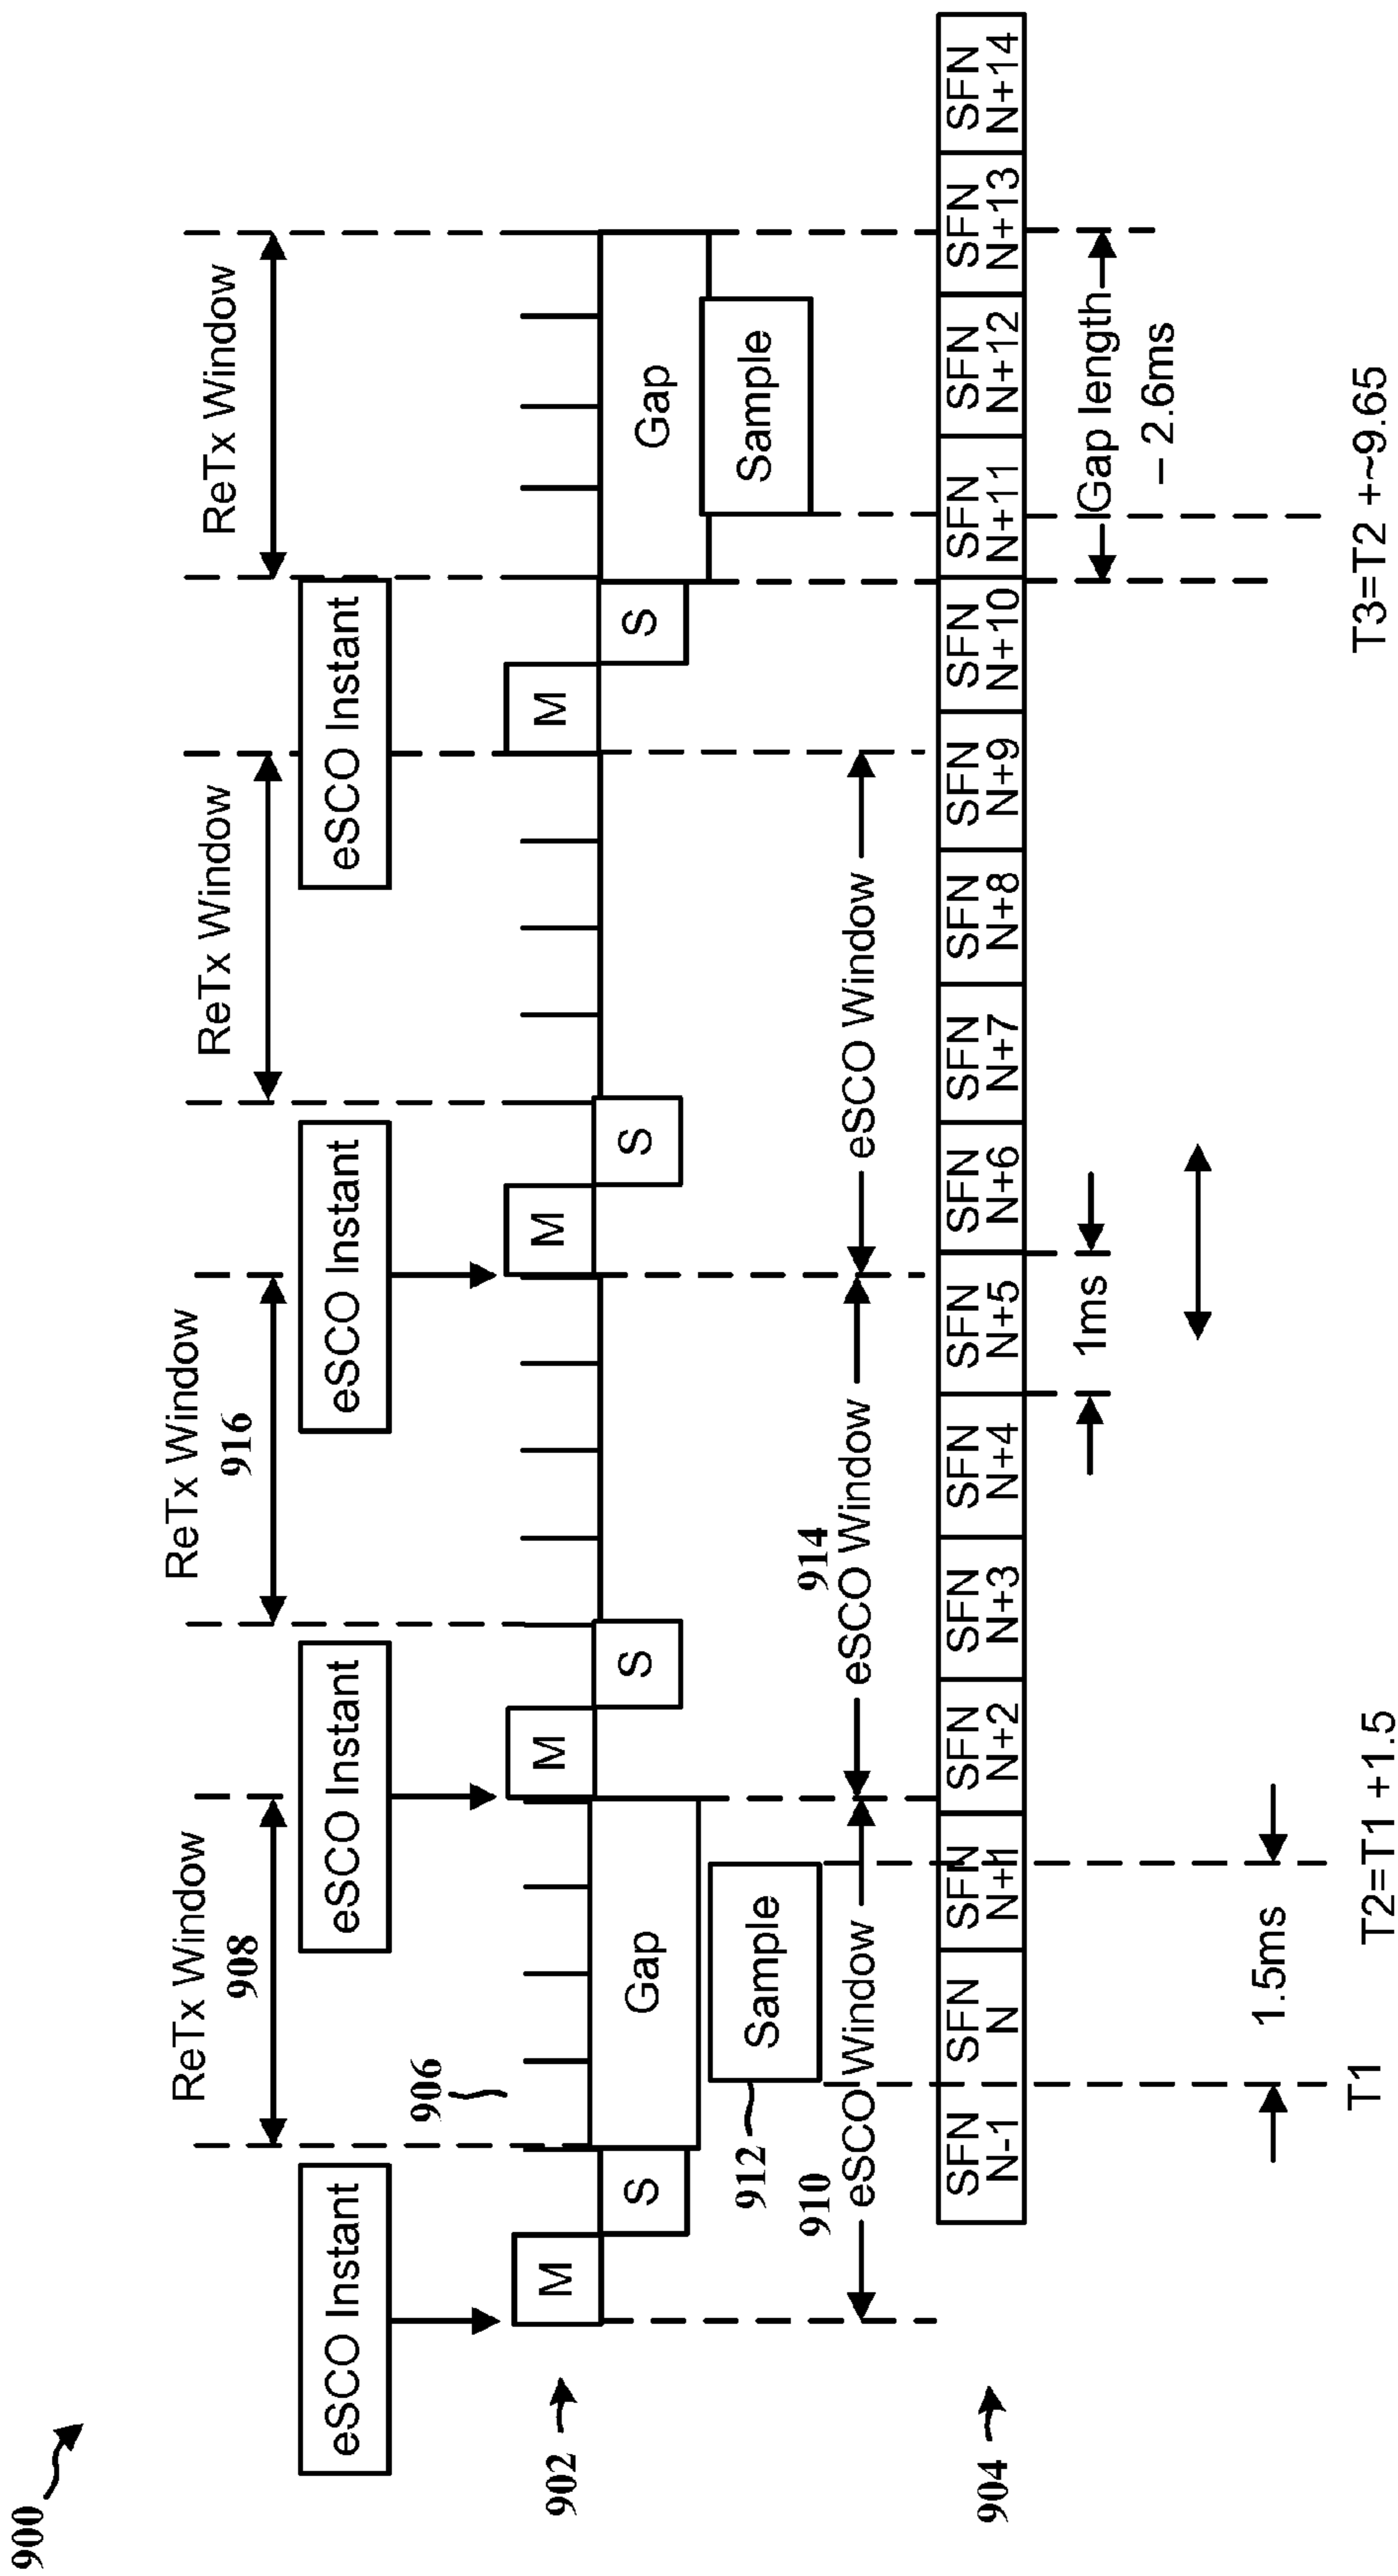 900
ReTx Window
908
ReTx Window
916
ReTx Window
ReTx Window
eSCO Instant
eSCO Instant
eSCO Instant
eSCO Instant
906
902
M
S
M
S
M
S
M
S
Gap
Gap
912
Sample
Sample
910
eSCO Window
914
eSCO Window
eSCO Window
904
SFN
N-1
SFN
N
SFN
N+1
SFN
N+2
SFN
N+3
SFN
N+4
SFN
N+5
SFN
N+6
SFN
N+7
SFN
N+8
SFN
N+9
SFN
N+10
SFN
N+11
SFN
N+12
SFN
N+13
SFN
N+14
1ms
Gap length
– 2.6ms
1.5ms
T1
T2=T1 +1.5
T3=T2 +~9.65